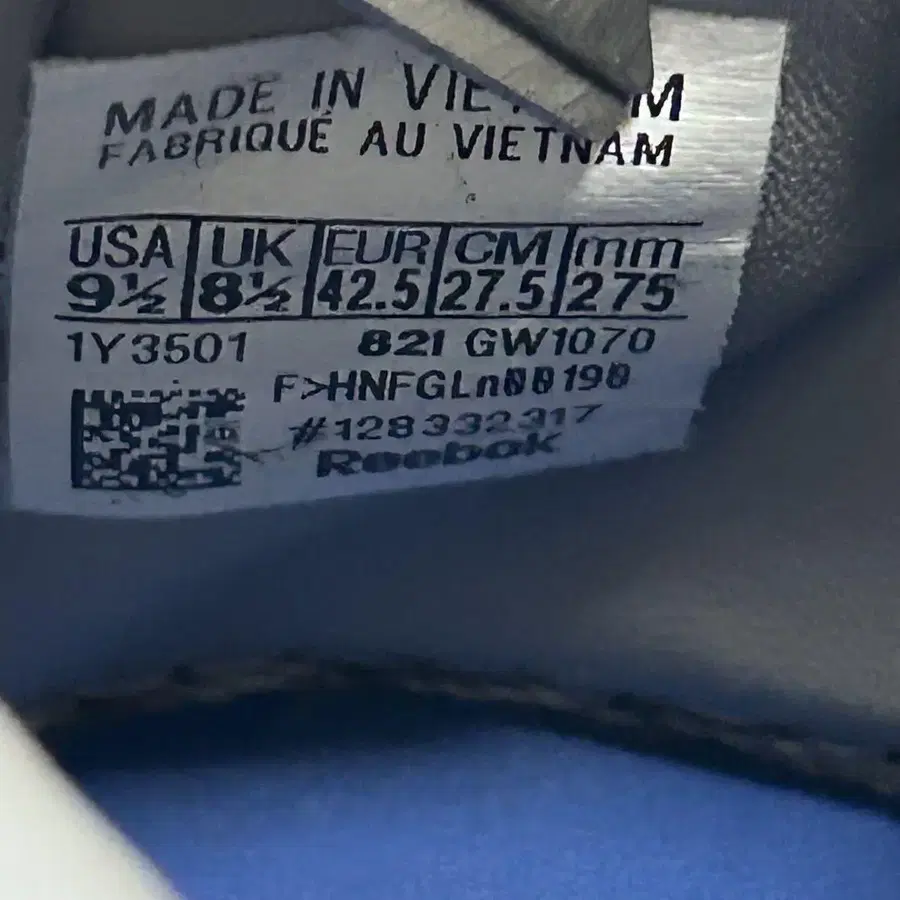 MADE IN VIETNAM
FABRIQUÉ AU VIETNAM
USA UK EUR CM mm
9½ 8½ 42.5 27.5 275
1Y3501 821 GW1070
#128332317
Reebok